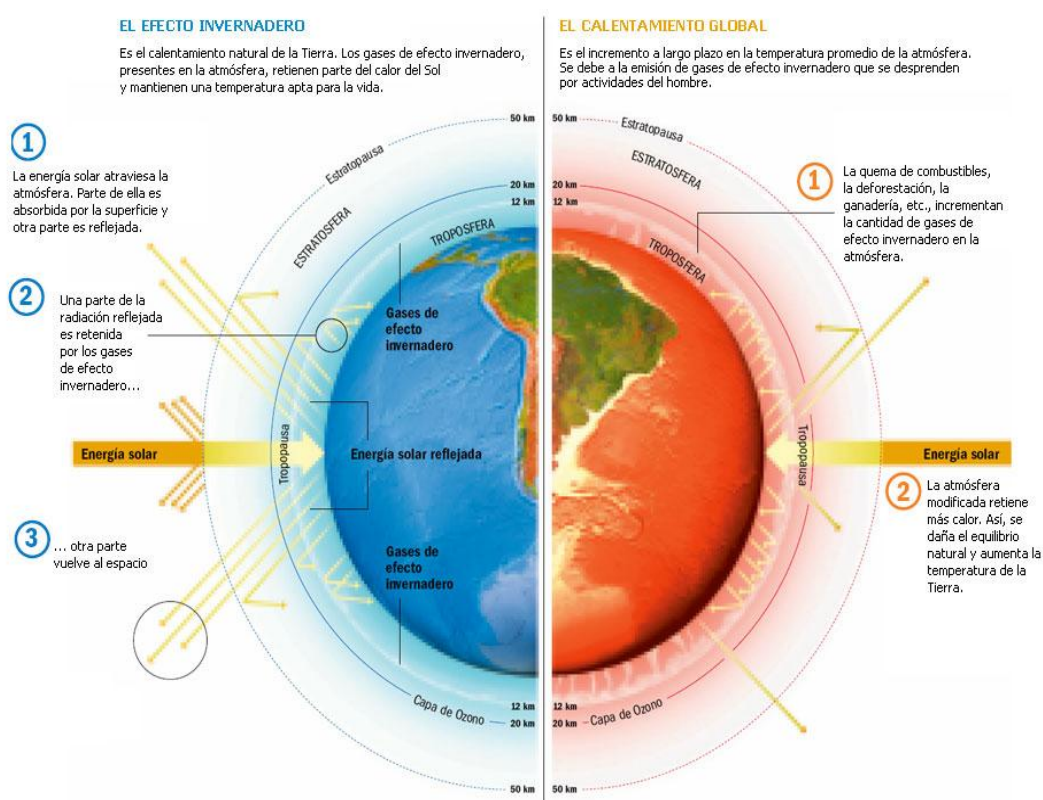 EL EFECTO INVERNADERO
Es el calentamiento natural de la Tierra. Los gases de efecto invernadero,
presentes en la atmósfera, retienen parte del calor del Sol
y mantienen una temperatura apta para la vida.
1
La energía solar atraviesa la
atmósfera. Parte de ella es
absorbida por la superficie y
otra parte es reflejada.
2
Una parte de la
radiación reflejada
es retenida
por los gases
de efecto
invernadero...
Energía solar
3
... otra parte
vuelve al espacio
50 km
Estratopausa
20 km
12 km
ESTRATOSFERA
TROPOSFERA
Gases de
efecto
invernadero
Tropopausa
Energía solar reflejada
Gases de
efecto
invernadero
Capa de Ozono
12 km
20 km
50 km
EL CALENTAMIENTO GLOBAL
Es el incremento a largo plazo en la temperatura promedio de la atmósfera.
Se debe a la emisión de gases de efecto invernadero que se desprenden
por actividades del hombre.
50 km
Estratopausa
ESTRATOSFERA
20 km
12 km
TROPOSFERA
1
La quema de combustibles,
la deforestación, la
ganadería, etc., incrementan
la cantidad de gases de
efecto invernadero en la
atmósfera.
Tropopausa
Energía solar
2
La atmósfera
modificada retiene
más calor. Así, se
daña el equilibrio
natural y aumenta la
temperatura de la
Tierra.
12 km
20 km
Capa de Ozono
50 km